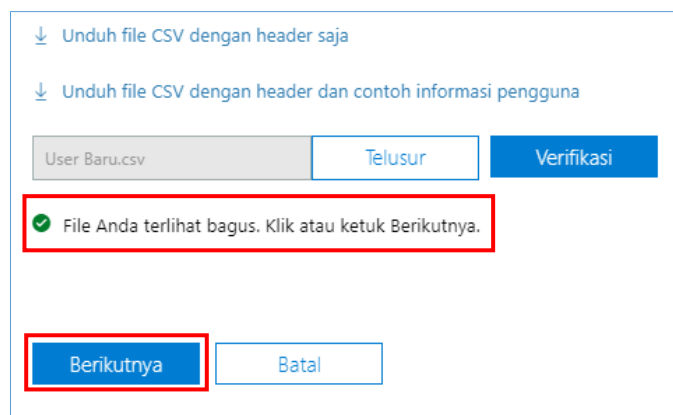 Unduh file CSV dengan header saja
Unduh file CSV dengan header dan contoh informasi pengguna
User Baru.csv Telusur Verifikasi
File Anda terlihat bagus. Klik atau ketuk Berikutnya.
Berikutnya Batal